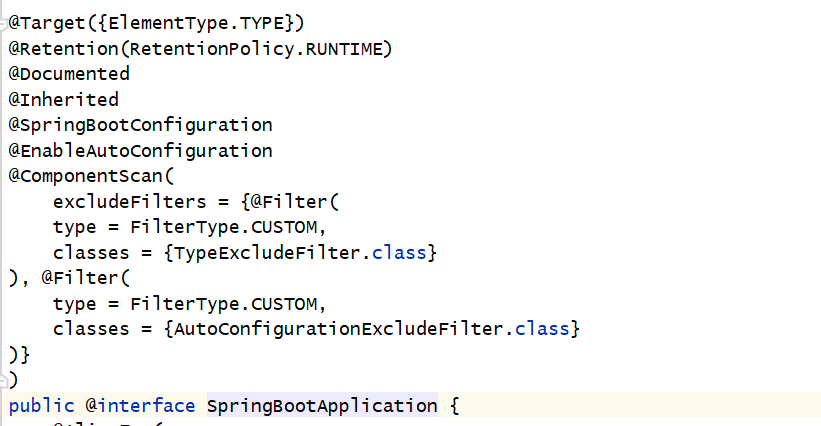 @Target({ElementType.TYPE})
@Retention(RetentionPolicy.RUNTIME)
@Documented
@Inherited
@SpringBootConfiguration
@EnableAutoConfiguration
@ComponentScan(
    excludeFilters = {@Filter(
    type = FilterType.CUSTOM,
    classes = {TypeExcludeFilter.class}
), @Filter(
    type = FilterType.CUSTOM,
    classes = {AutoConfigurationExcludeFilter.class}
)}
)
public @interface SpringBootApplication {